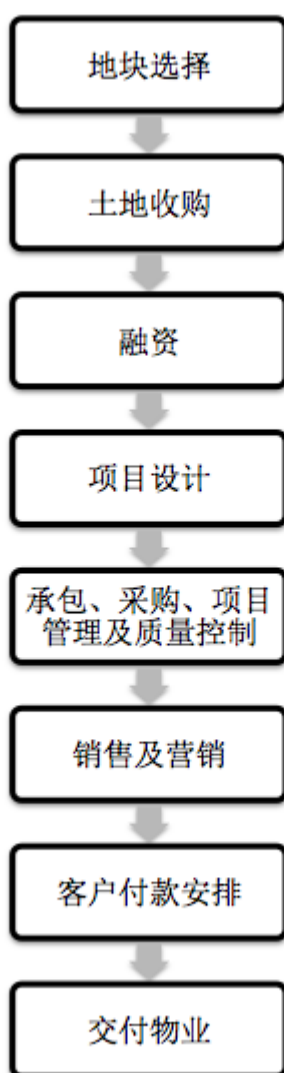 地块选择
土地收购
融资
项目设计
承包、采购、项目
管理及质量控制
销售及营销
客户付款安排
交付物业